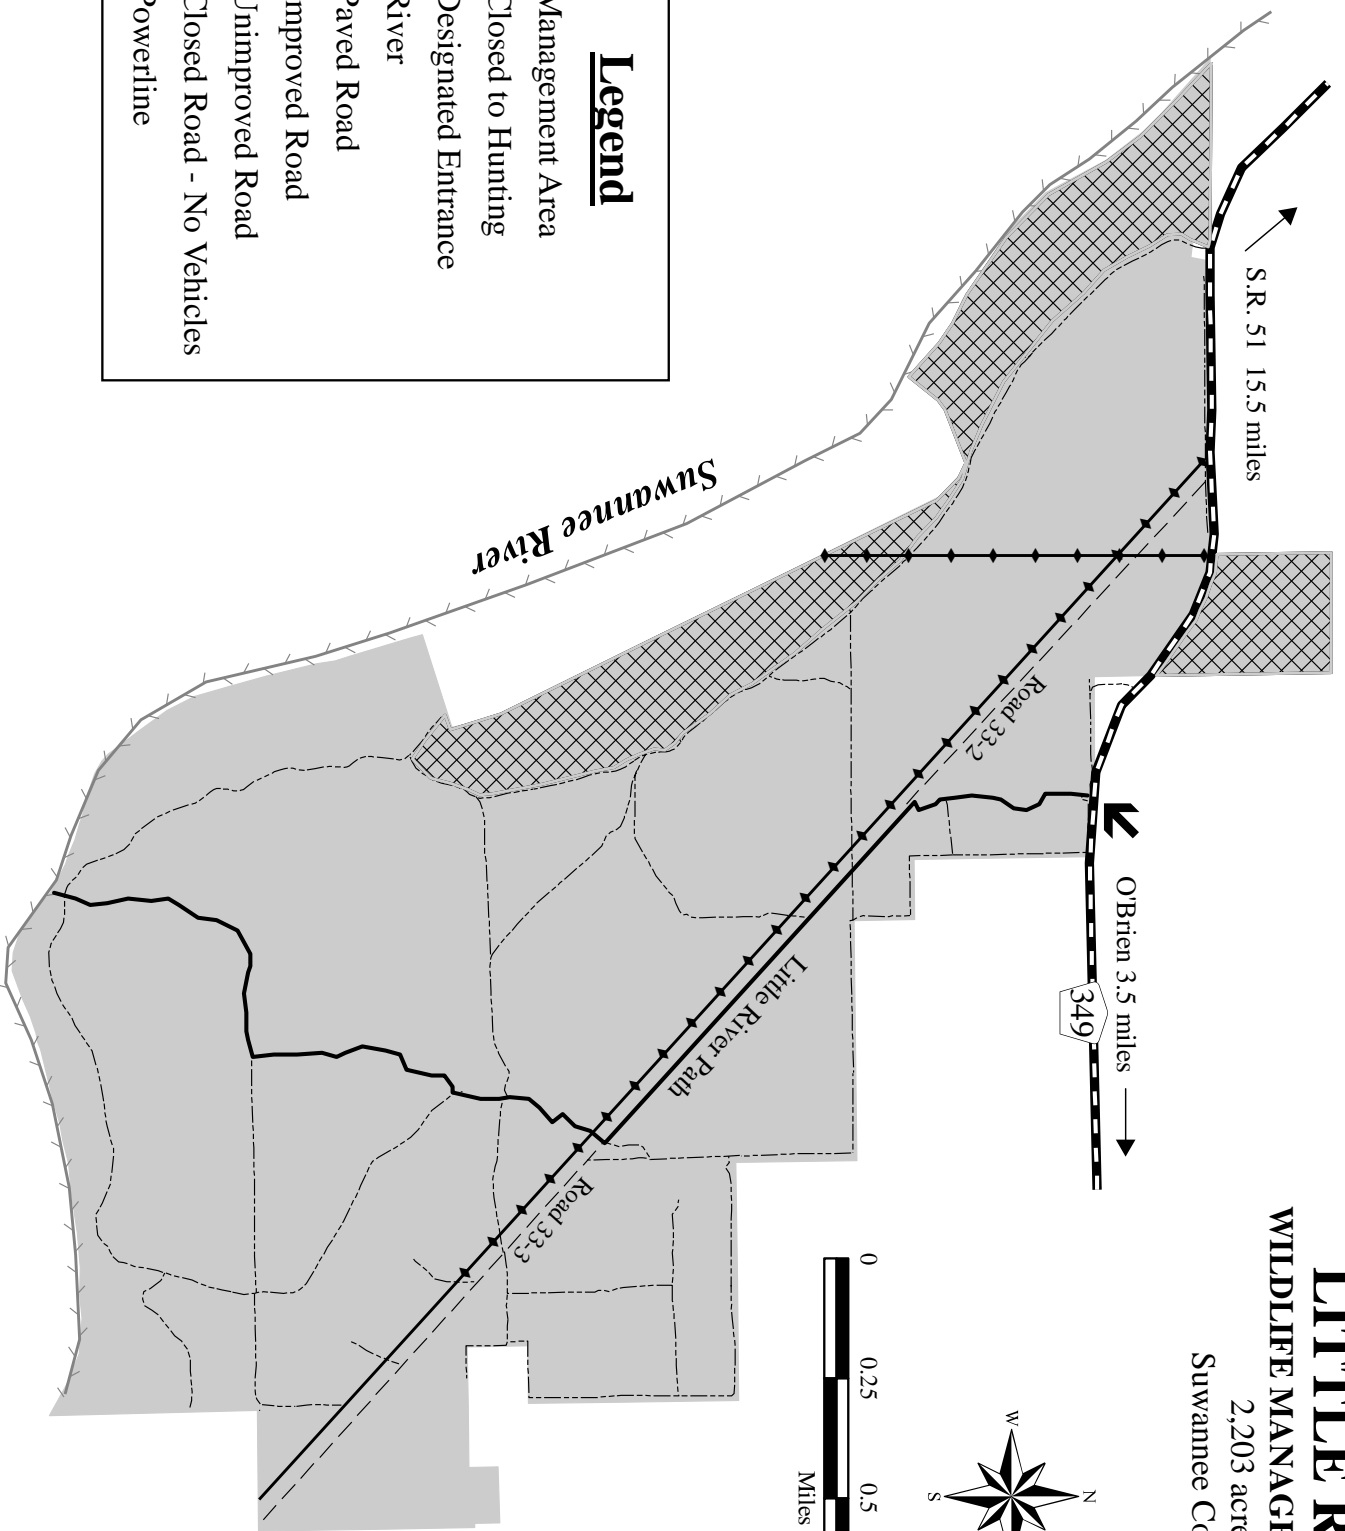 LITTLE R
WILDLIFE MANAGE
2,203 acre
Suwannee Co
S.R. 51 15.5 miles
O'Brien 3.5 miles
349
Road 33-2
Little River Path
Road 33-3
Suwannee River
0 0.25 0.5
Miles
N
W
S
Legend
Management Area
Closed to Hunting
Designated Entrance
River
Paved Road
Improved Road
Unimproved Road
Closed Road - No Vehicles
Powerline